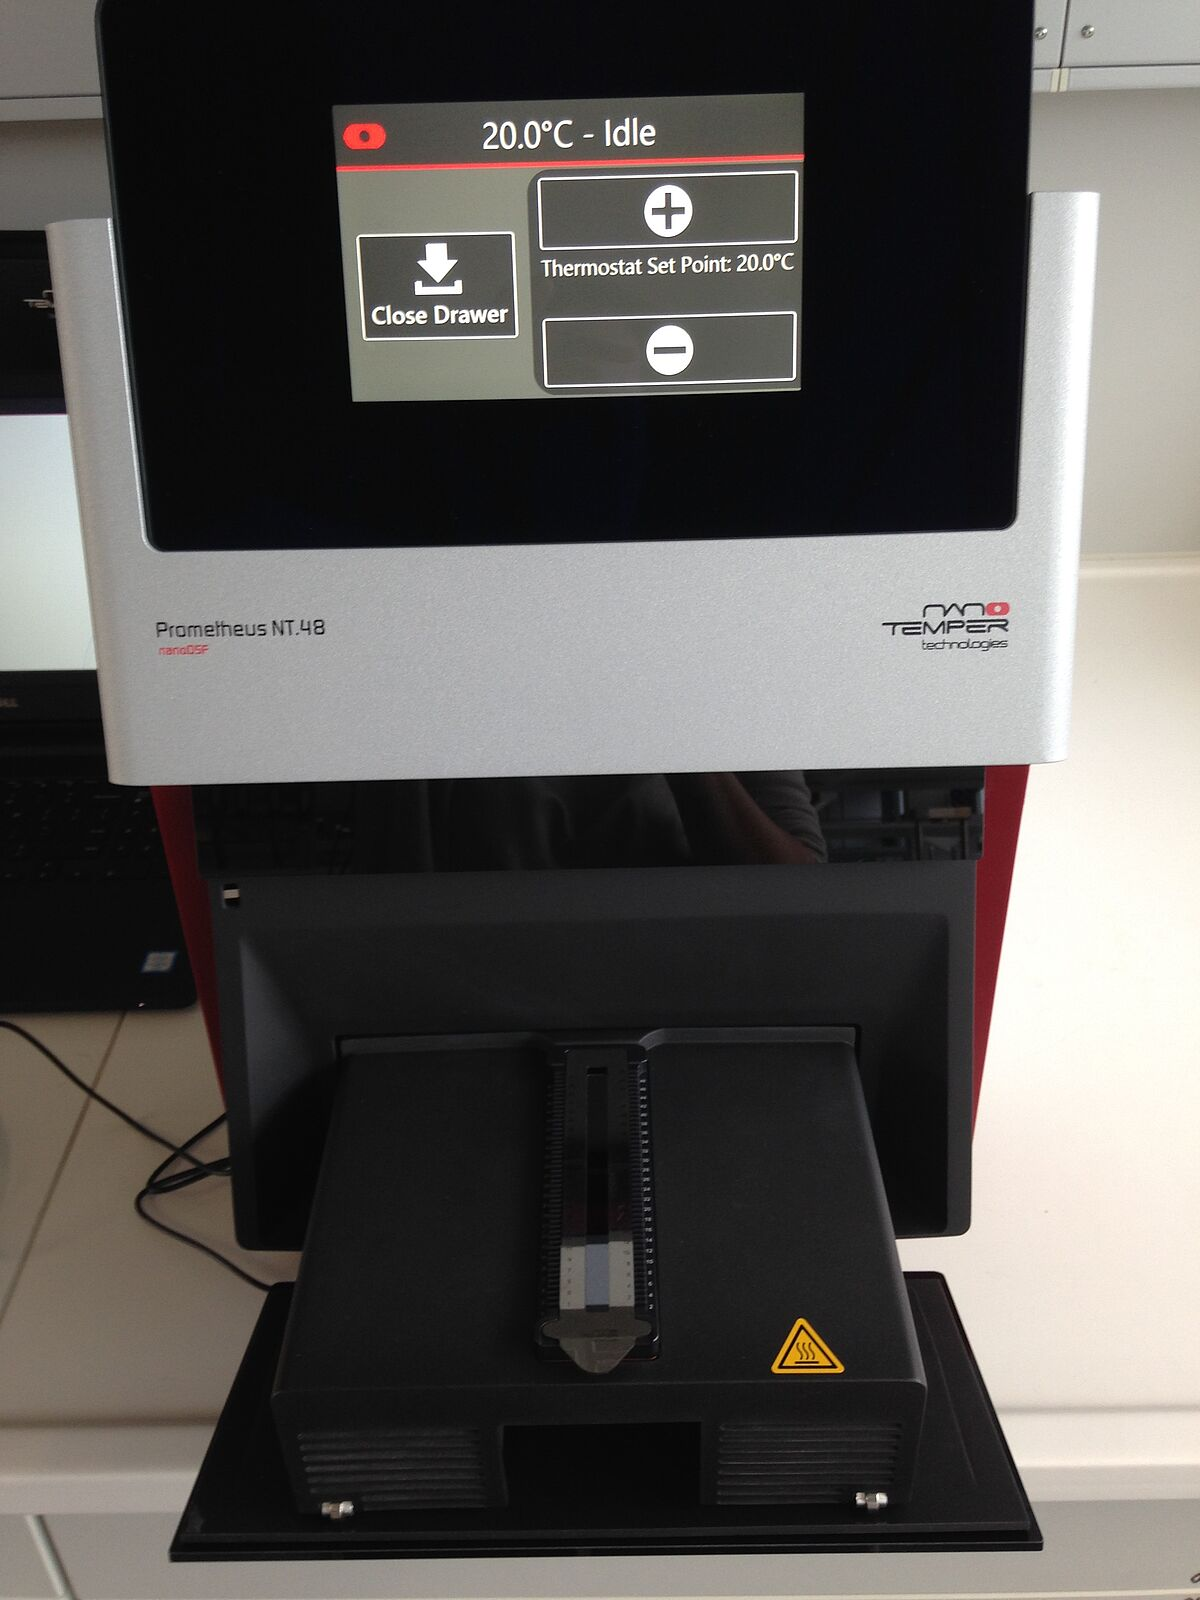 20.0°C - Idle
Close Drawer
Thermostat Set Point: 20.0°C
Prometheus NT.48
nanoDSF
NANO
TEMPER
technologies